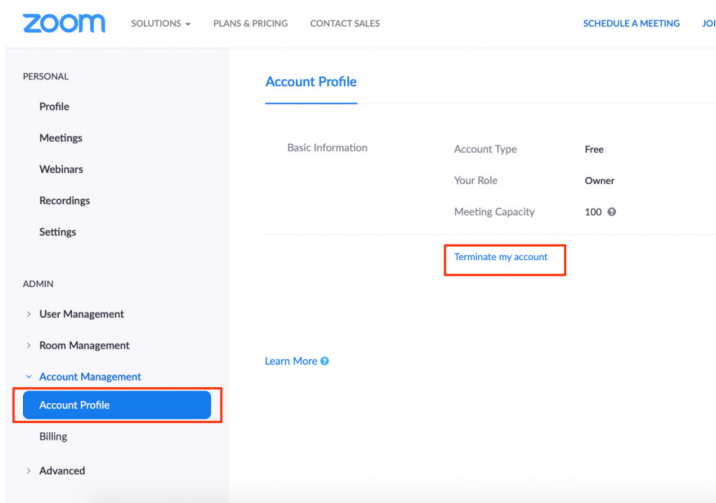 zoom SOLUTIONS PLANS & PRICING CONTACT SALES SCHEDULE A MEETING JOI
PERSONAL
Profile
Meetings
Webinars
Recordings
Settings
ADMIN
User Management
Room Management
Account Management
Account Profile
Billing
Advanced
Account Profile
Basic Information
Account Type Free
Your Role Owner
Meeting Capacity 100
Terminate my account
Learn More